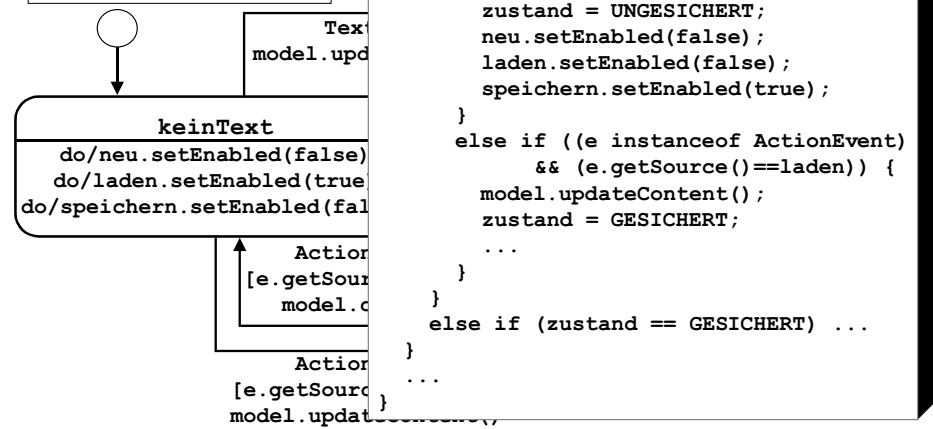 Text
model.upd
keinText
do/neu.setEnabled(false)
do/laden.setEnabled(true)
do/speichern.setEnabled(fal
Action
[e.getSour
model.c
Action
[e.getSourc
model.updateContent()
zustand = UNGESICHERT;
neu.setEnabled(false);
laden.setEnabled(false);
speichern.setEnabled(true);
}
else if ((e instanceof ActionEvent)
&& (e.getSource()==laden)) {
model.updateContent();
zustand = GESICHERT;
...
}
}
else if (zustand == GESICHERT) ...
}
...
}